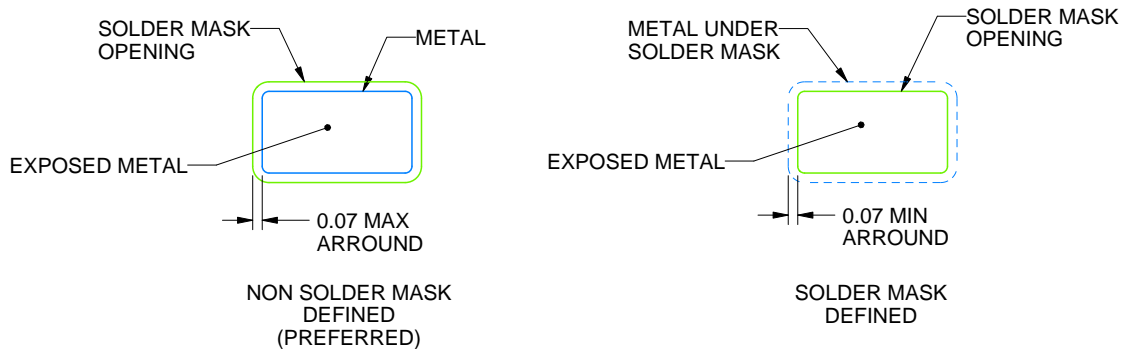 SOLDER MASK
OPENING
METAL
EXPOSED METAL
0.07 MAX
ARROUND
NON SOLDER MASK
DEFINED
(PREFERRED)
METAL UNDER
SOLDER MASK
SOLDER MASK
OPENING
EXPOSED METAL
0.07 MIN
ARROUND
SOLDER MASK
DEFINED